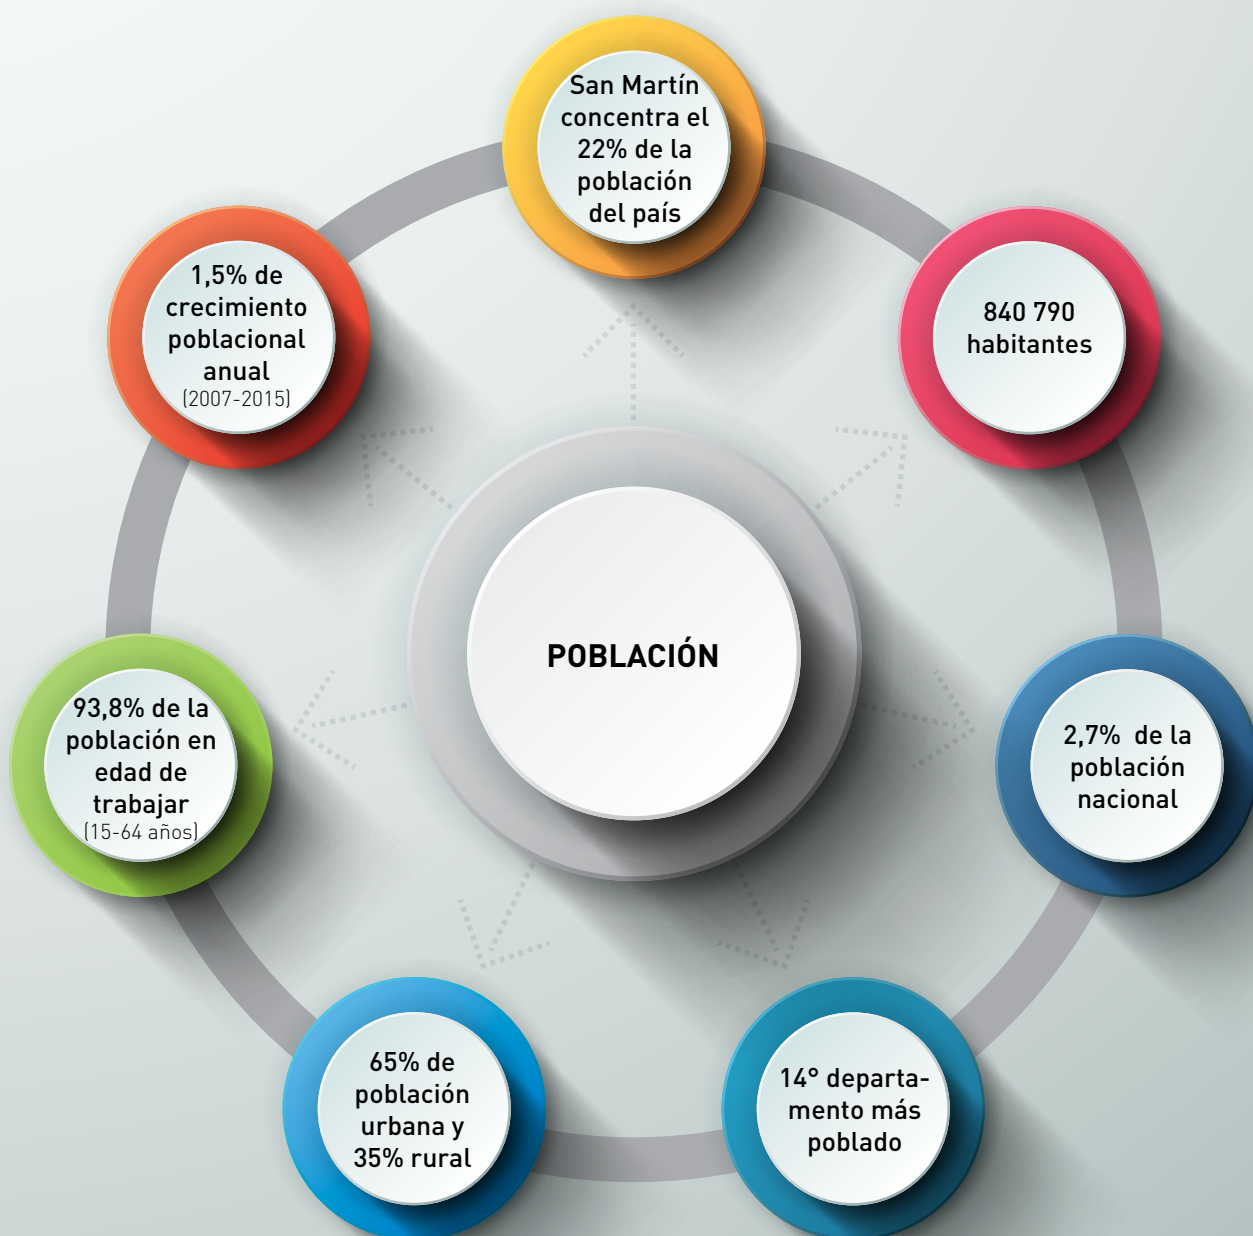 San Martín
concentra el
22% de la
población
del país
840 790
habitantes
2,7% de la
población
nacional
14° departa-
mento más
poblado
65% de
población
urbana y
35% rural
93,8% de la
población en
edad de
trabajar
(15-64 años)
1,5% de
crecimiento
poblacional
anual
(2007-2015)
POBLACIÓN